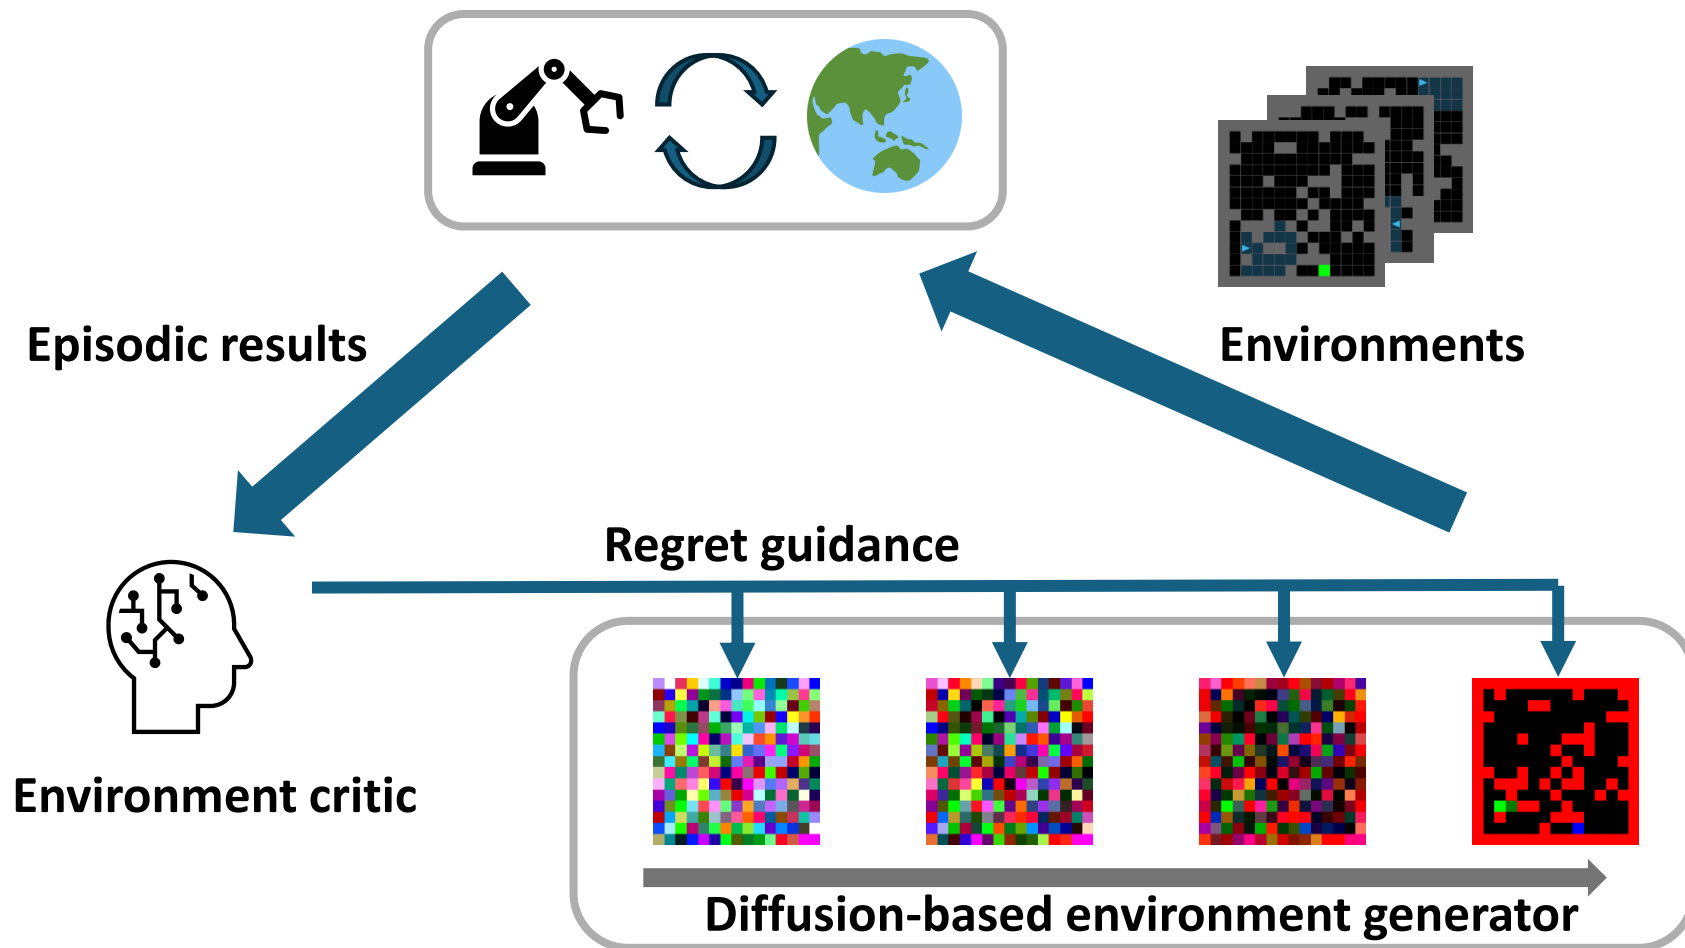 Episodic results
Environments
Regret guidance
Environment critic
Diffusion-based environment generator